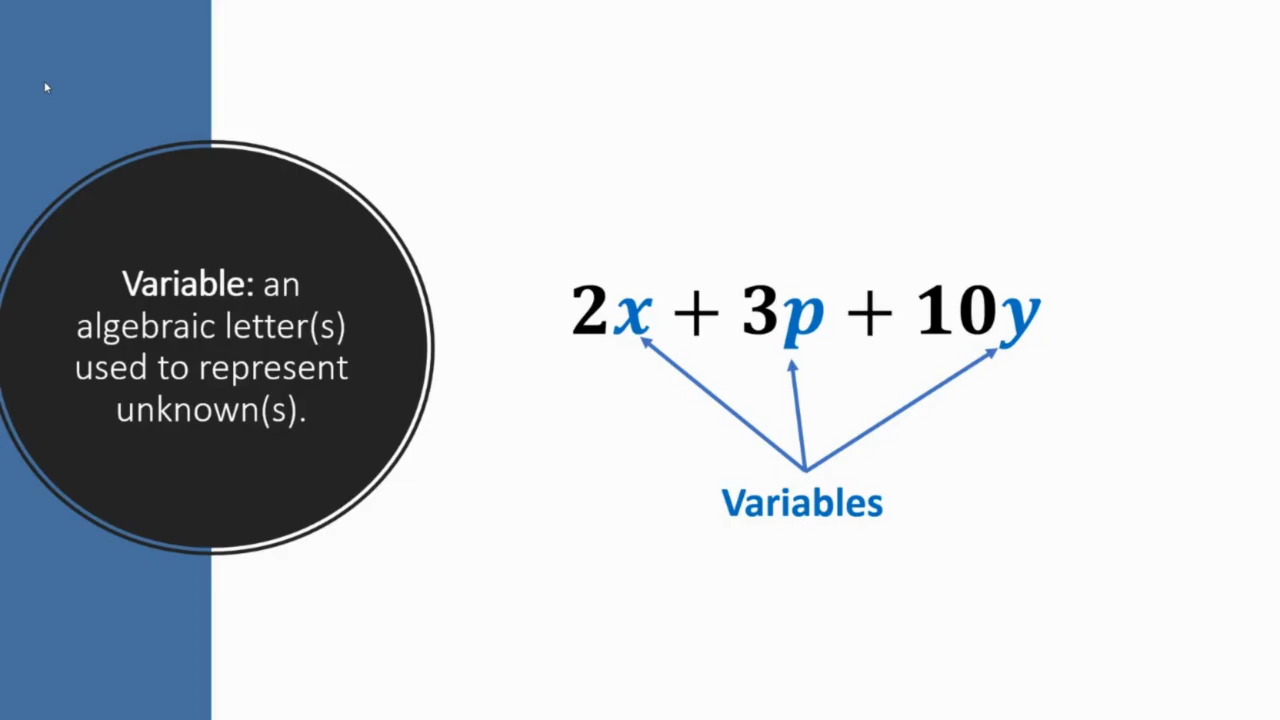 Variable: an
algebraic letter(s)
used to represent
unknown(s).
2x + 3p + 10y
Variables